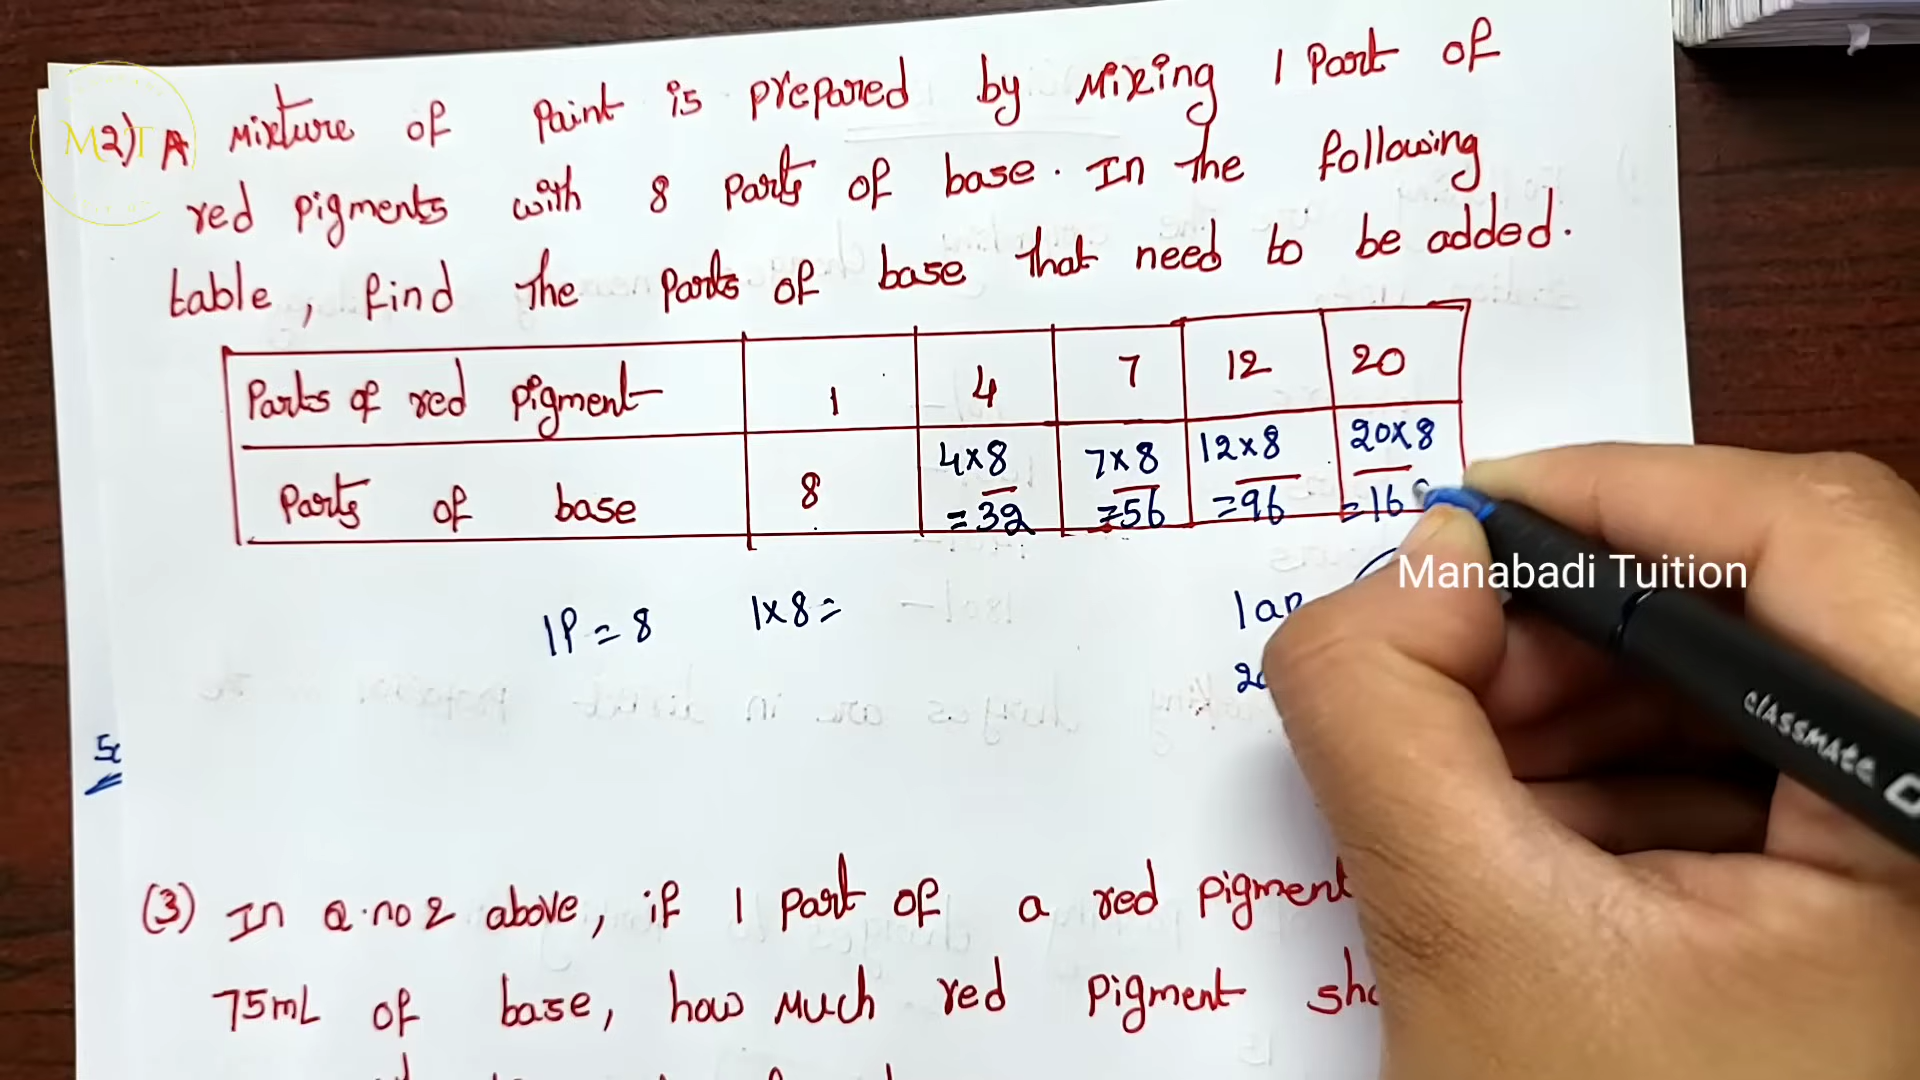 MT
2) A mixture of paint is prepared by mixing 1 part of
red pigments with 8 parts of base. In the following
table, find the parts of base that need to be added.
Parts of red pigment 1 4 7 12 20
Parts of base 8 4x8 7x8 12x8 20x8
=32 =56 =96 =16
Manabadi Tuition
1P = 8 1x8=
(3) In Q.no 2 above, if 1 part of a red pigment
75mL of base, how much red pigment
classmate